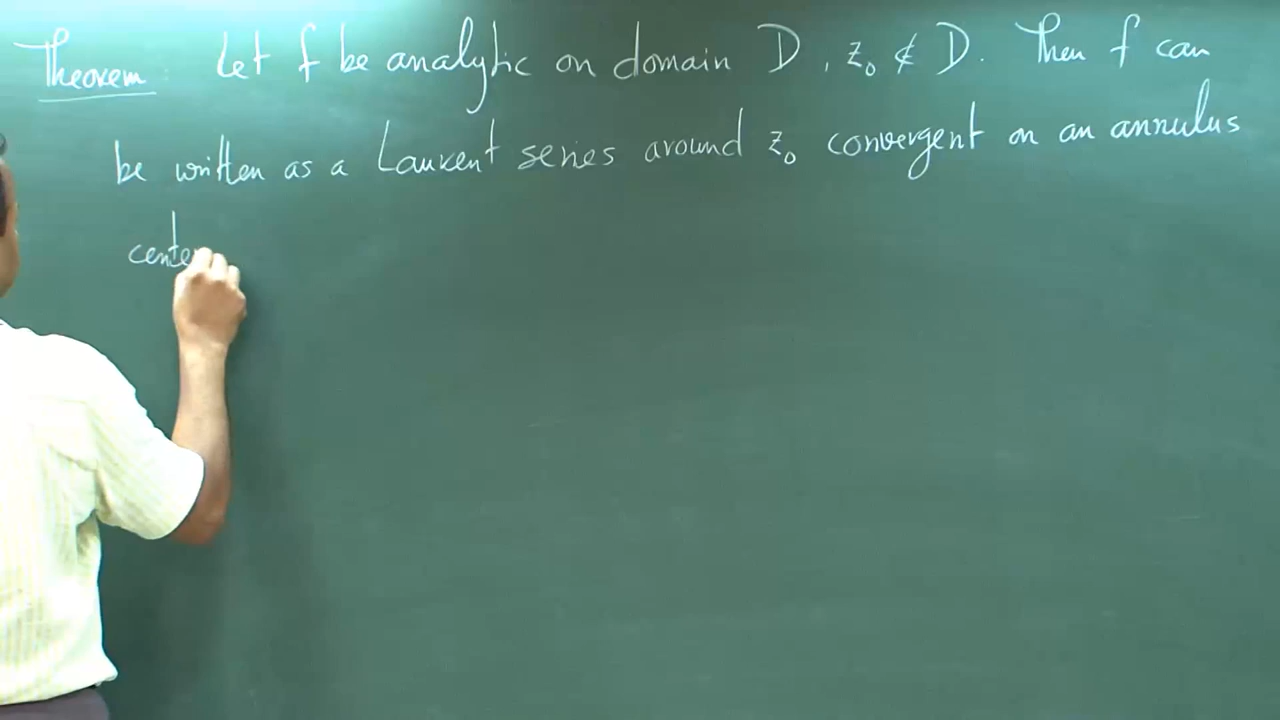 Theorem: Let f be analytic on domain D, z₀ ∉ D. Then f can
be written as a Laurent series around z₀ convergent on an annulus
cente